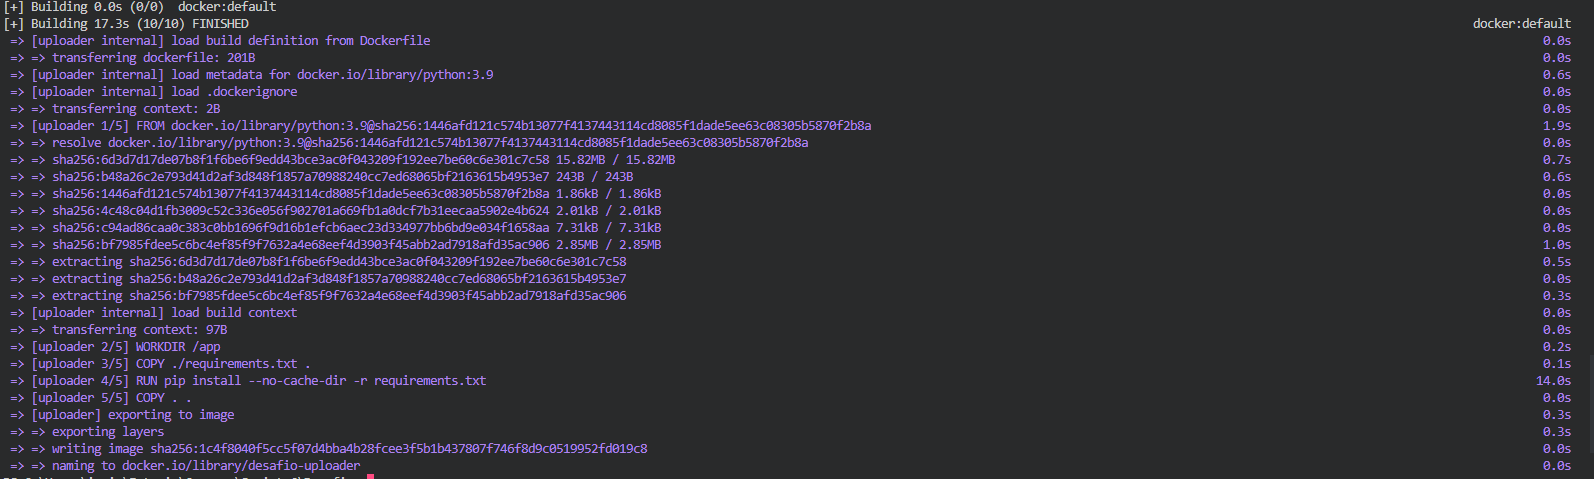 [+] Building 0.0s (0/0)  docker:default
[+] Building 17.3s (10/10) FINISHED docker:default
=> [uploader internal] load build definition from Dockerfile 0.0s
=> => transferring dockerfile: 201B 0.0s
=> [uploader internal] load metadata for docker.io/library/python:3.9 0.6s
=> [uploader internal] load .dockerignore 0.0s
=> => transferring context: 2B 0.0s
=> [uploader 1/5] FROM docker.io/library/python:3.9@sha256:1446afd121c574b13077f4137443114cd8085f1dade5ee63c08305b5870f2b8a 1.9s
=> => resolve docker.io/library/python:3.9@sha256:1446afd121c574b13077f4137443114cd8085f1dade5ee63c08305b5870f2b8a 0.0s
=> => sha256:6d3d7d17de07b8f1f6be6f9edd43bce3ac0f043209f192ee7be60c6e301c7c58 15.82MB / 15.82MB 0.7s
=> => sha256:b48a26c2e793d41d2af3d848f1857a70988240cc7ed68065bf2163615b4953e7 243B / 243B 0.6s
=> => sha256:1446afd121c574b13077f4137443114cd8085f1dade5ee63c08305b5870f2b8a 1.86kB / 1.86kB 0.0s
=> => sha256:4c48c04d1fb3009c52c336e056f902701a669fb1a0dcf7b31eecaa5902e4b624 2.01kB / 2.01kB 0.0s
=> => sha256:c94ad86caa0c383c0bb1696f9d16b1efcb6aec23d334977bb6bd9e034f1658aa 7.31kB / 7.31kB 0.0s
=> => sha256:bf7985fdee5c6bc4ef85f9f7632a4e68eef4d3903f45abb2ad7918afd35ac906 2.85MB / 2.85MB 1.0s
=> => extracting sha256:6d3d7d17de07b8f1f6be6f9edd43bce3ac0f043209f192ee7be60c6e301c7c58 0.5s
=> => extracting sha256:b48a26c2e793d41d2af3d848f1857a70988240cc7ed68065bf2163615b4953e7 0.0s
=> => extracting sha256:bf7985fdee5c6bc4ef85f9f7632a4e68eef4d3903f45abb2ad7918afd35ac906 0.3s
=> [uploader internal] load build context 0.0s
=> => transferring context: 97B 0.0s
=> [uploader 2/5] WORKDIR /app 0.2s
=> [uploader 3/5] COPY ./requirements.txt . 0.1s
=> [uploader 4/5] RUN pip install --no-cache-dir -r requirements.txt 14.0s
=> [uploader 5/5] COPY . . 0.0s
=> [uploader] exporting to image 0.3s
=> => exporting layers 0.3s
=> => writing image sha256:1c4f8040f5cc5f07d4bba4b28fcee3f5b1b437807f746f8d9c0519952fd019c8 0.0s
=> => naming to docker.io/library/desafio-uploader 0.0s